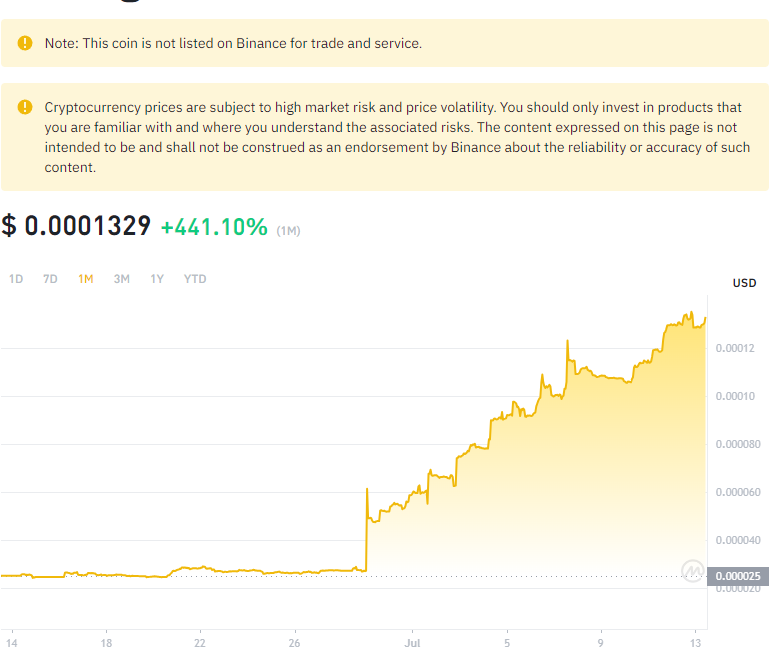 Note: This coin is not listed on Binance for trade and service.
Cryptocurrency prices are subject to high market risk and price volatility. You should only invest in products that
you are familiar with and where you understand the associated risks. The content expressed on this page is not
intended to be and shall not be construed as an endorsement by Binance about the reliability or accuracy of such
content.
$ 0.0001329 +441.10% (1M)
1D 7D 1M 3M 1Y YTD
USD
0.00012
0.00010
0.000080
0.000060
0.000040
0.000025
0.000020
14 18 22 26 Jul 5 9 13